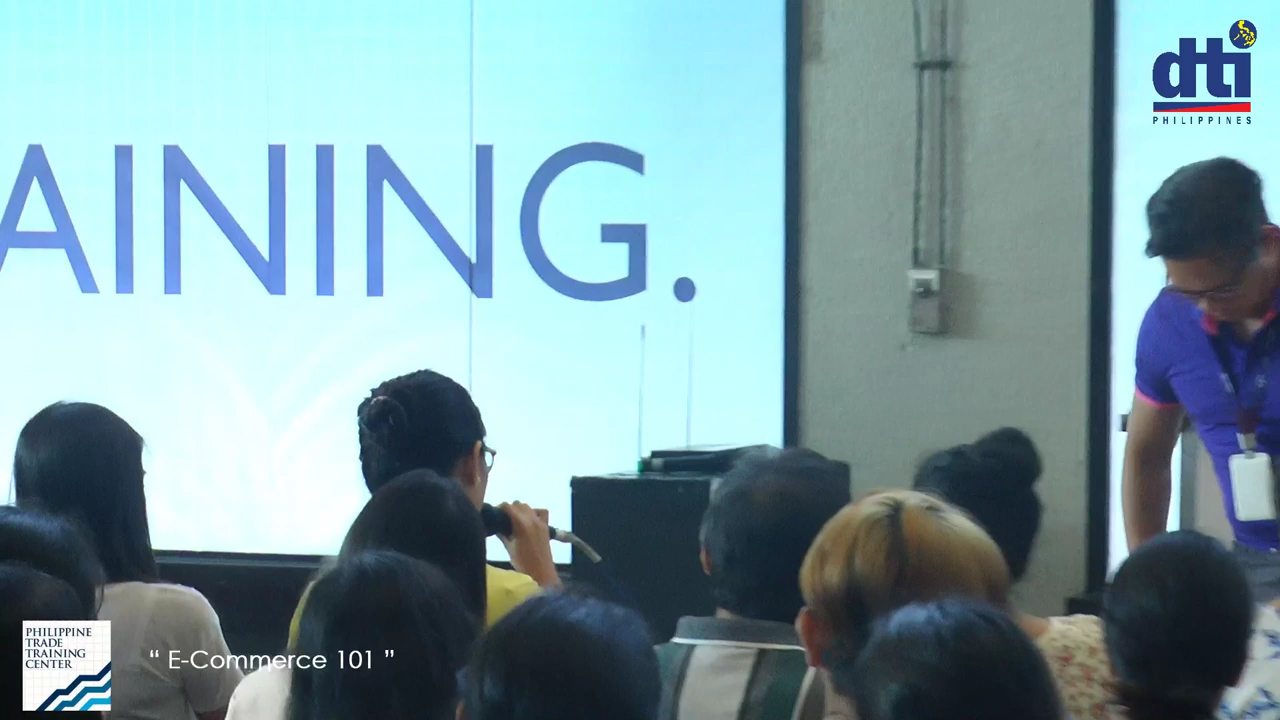 dti
PHILIPPINES
AINING.
PHILIPPINE
TRADE
TRAINING
CENTER
“ E-Commerce 101 ”